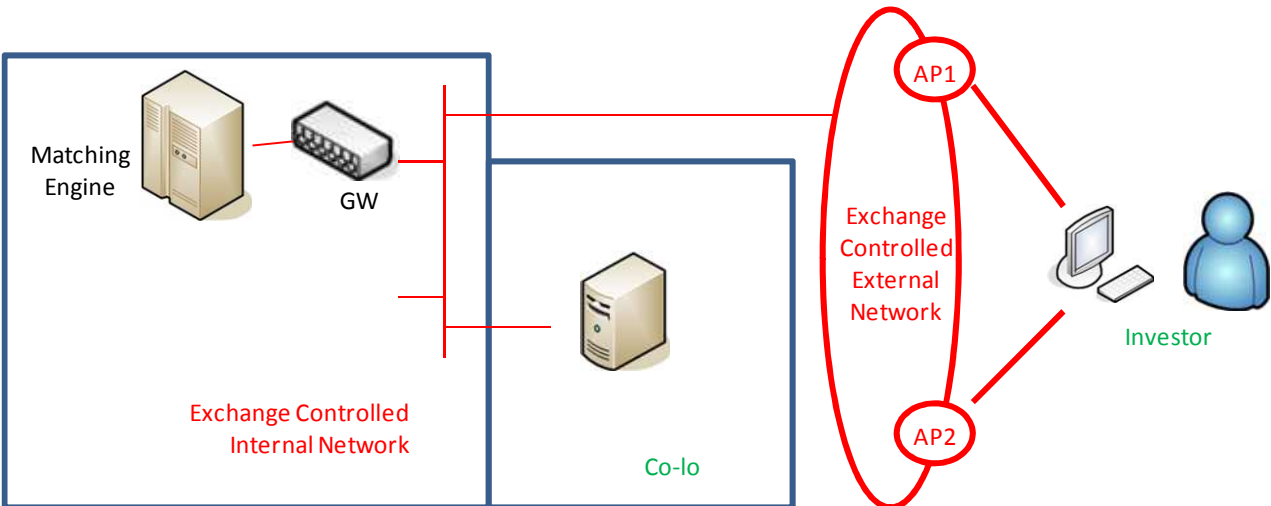 AP1
Matching
Engine
GW
Exchange
Controlled
External
Network
Investor
Exchange Controlled
Internal Network
AP2
Co-lo